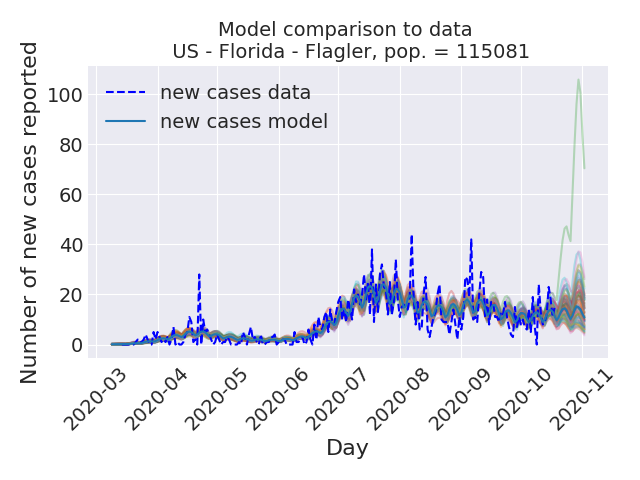 Model comparison to data
US - Florida - Flagler, pop. = 115081
Number of new cases reported
100
80
60
40
20
0
new cases data
new cases model
2020-03
2020-04
2020-05
2020-06
2020-07
2020-08
2020-09
2020-10
2020-11
Day